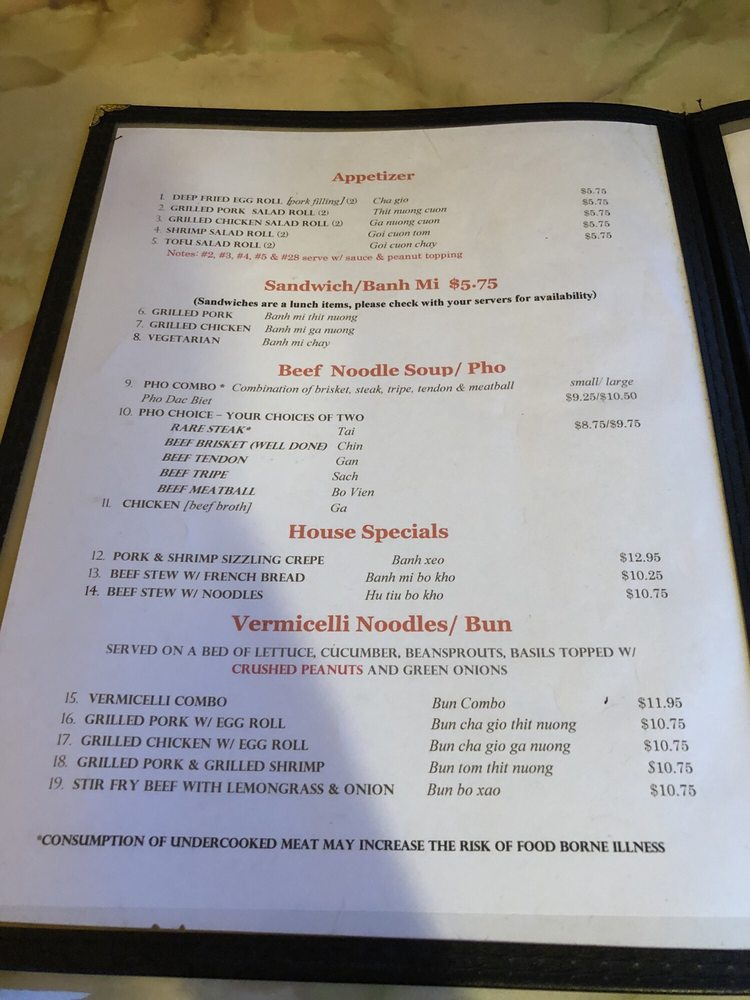 Appetizer
1. DEEP FRIED EGG ROLL [pork filling] (2) Cha gio $5.75
2. GRILLED PORK SALAD ROLL (2) Thit nuong cuon $5.75
3. GRILLED CHICKEN SALAD ROLL (2) Ga nuong cuon $5.75
4. SHRIMP SALAD ROLL (2) Goi cuon tom $5.75
5. TOFU SALAD ROLL (2) Goi cuon chay $5.75
Notes: #2, #3, #4, #5 & #28 serve w/ sauce & peanut topping
Sandwich/Banh Mi $5.75
(Sandwiches are a lunch items, please check with your servers for availability)
6. GRILLED PORK Banh mi thit nuong
7. GRILLED CHICKEN Banh mi ga nuong
8. VEGETARIAN Banh mi chay
Beef Noodle Soup/ Pho
small/ large
9. PHO COMBO * Combination of brisket, steak, tripe, tendon & meatball
Pho Dac Biet $9.25/$10.50
10. PHO CHOICE – YOUR CHOICES OF TWO $8.75/$9.75
RARE STEAK* Tai
BEEF BRISKET (WELL DONE) Chin
BEEF TENDON Gan
BEEF TRIPE Sach
BEEF MEATBALL Bo Vien
11. CHICKEN [beef broth] Ga
House Specials
12. PORK & SHRIMP SIZZLING CREPE Banh xeo $12.95
13. BEEF STEW W/ FRENCH BREAD Banh mi bo kho $10.25
14. BEEF STEW W/ NOODLES Hu tiu bo kho $10.75
Vermicelli Noodles/ Bun
SERVED ON A BED OF LETTUCE, CUCUMBER, BEANSPROUTS, BASILS TOPPED W/
CRUSHED PEANUTS AND GREEN ONIONS
15. VERMICELLI COMBO Bun Combo $11.95
16. GRILLED PORK W/ EGG ROLL Bun cha gio thit nuong $10.75
17. GRILLED CHICKEN W/ EGG ROLL Bun cha gio ga nuong $10.75
18. GRILLED PORK & GRILLED SHRIMP Bun tom thit nuong $10.75
19. STIR FRY BEEF WITH LEMONGRASS & ONION Bun bo xao $10.75
*CONSUMPTION OF UNDERCOOKED MEAT MAY INCREASE THE RISK OF FOOD BORNE ILLNESS